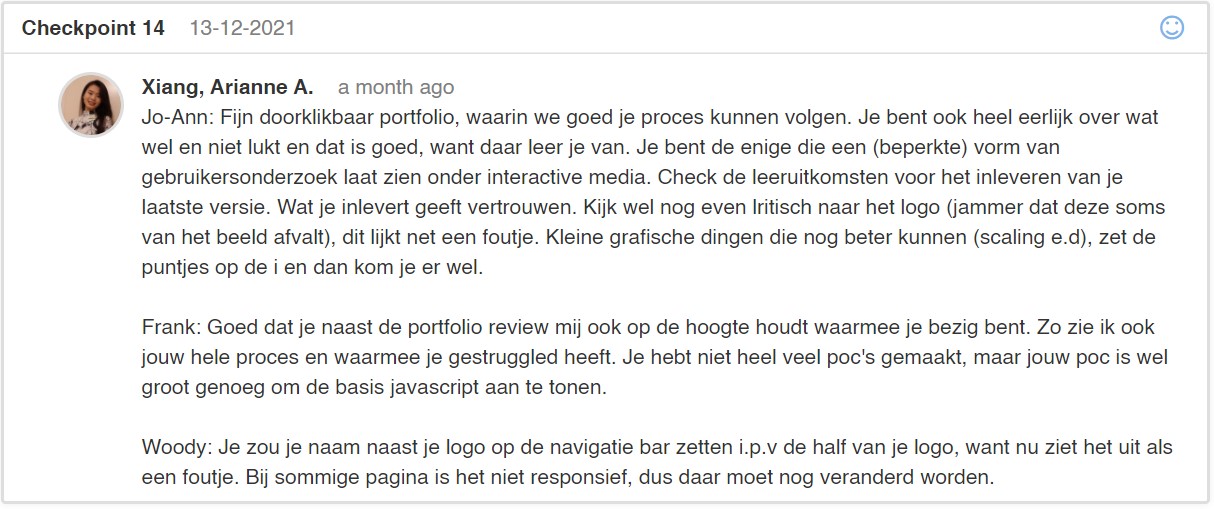 Checkpoint 14 13-12-2021
Xiang, Arianne A. a month ago
Jo-Ann: Fijn doorklikbaar portfolio, waarin we goed je proces kunnen volgen. Je bent ook heel eerlijk over wat
wel en niet lukt en dat is goed, want daar leer je van. Je bent de enige die een (beperkte) vorm van
gebruikersonderzoek laat zien onder interactive media. Check de leeruitkomsten voor het inleveren van je
laatste versie. Wat je inlevert geeft vertrouwen. Kijk wel nog even lritisch naar het logo (jammer dat deze soms
van het beeld afvalt), dit lijkt net een foutje. Kleine grafische dingen die nog beter kunnen (scaling e.d), zet de
puntjes op de i en dan kom je er wel.
Frank: Goed dat je naast de portfolio review mij ook op de hoogte houdt waarmee je bezig bent. Zo zie ik ook
jouw hele proces en waarmee je gestruggled heeft. Je hebt niet heel veel poc's gemaakt, maar jouw poc is wel
groot genoeg om de basis javascript aan te tonen.
Woody: Je zou je naam naast je logo op de navigatie bar zetten i.p.v de half van je logo, want nu ziet het uit als
een foutje. Bij sommige pagina is het niet responsief, dus daar moet nog veranderd worden.